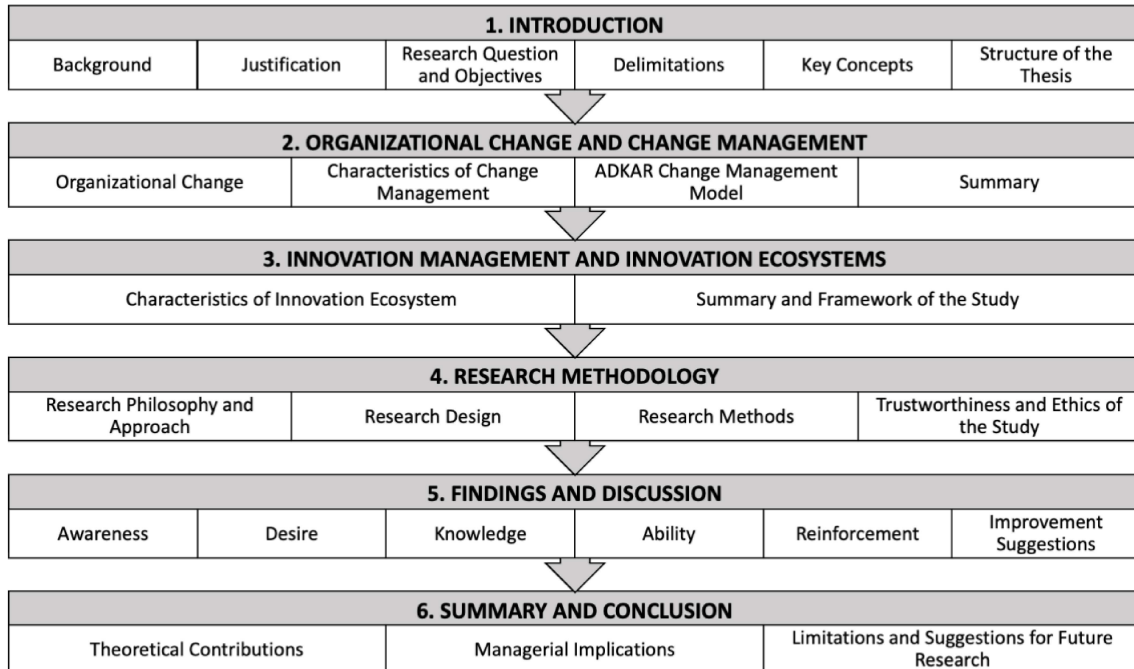 1. INTRODUCTION
Background
Justification
Research Question
and Objectives
Delimitations
Key Concepts
Structure of the
Thesis
2. ORGANIZATIONAL CHANGE AND CHANGE MANAGEMENT
Organizational Change
Characteristics of Change
Management
ADKAR Change Management
Model
Summary
3. INNOVATION MANAGEMENT AND INNOVATION ECOSYSTEMS
Characteristics of Innovation Ecosystem
Summary and Framework of the Study
4. RESEARCH METHODOLOGY
Research Philosophy and
Approach
Research Design
Research Methods
Trustworthiness and Ethics of
the Study
5. FINDINGS AND DISCUSSION
Awareness
Desire
Knowledge
Ability
Reinforcement
Improvement
Suggestions
6. SUMMARY AND CONCLUSION
Theoretical Contributions
Managerial Implications
Limitations and Suggestions for Future
Research